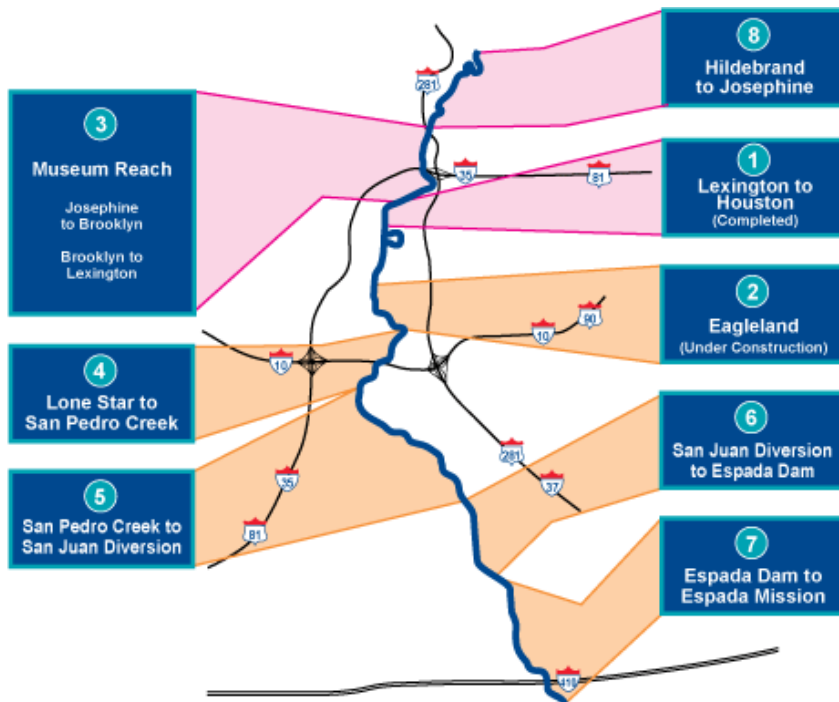 8
Hildebrand
to Josephine
281
3
Museum Reach
Josephine
to Brooklyn
Brooklyn to
Lexington
35
81
1
Lexington to
Houston
(Completed)
2
Eagleland
(Under Construction)
90
10
10
4
Lone Star to
San Pedro Creek
6
San Juan Diversion
to Espada Dam
281
37
35
81
5
San Pedro Creek to
San Juan Diversion
7
Espada Dam to
Espada Mission
410